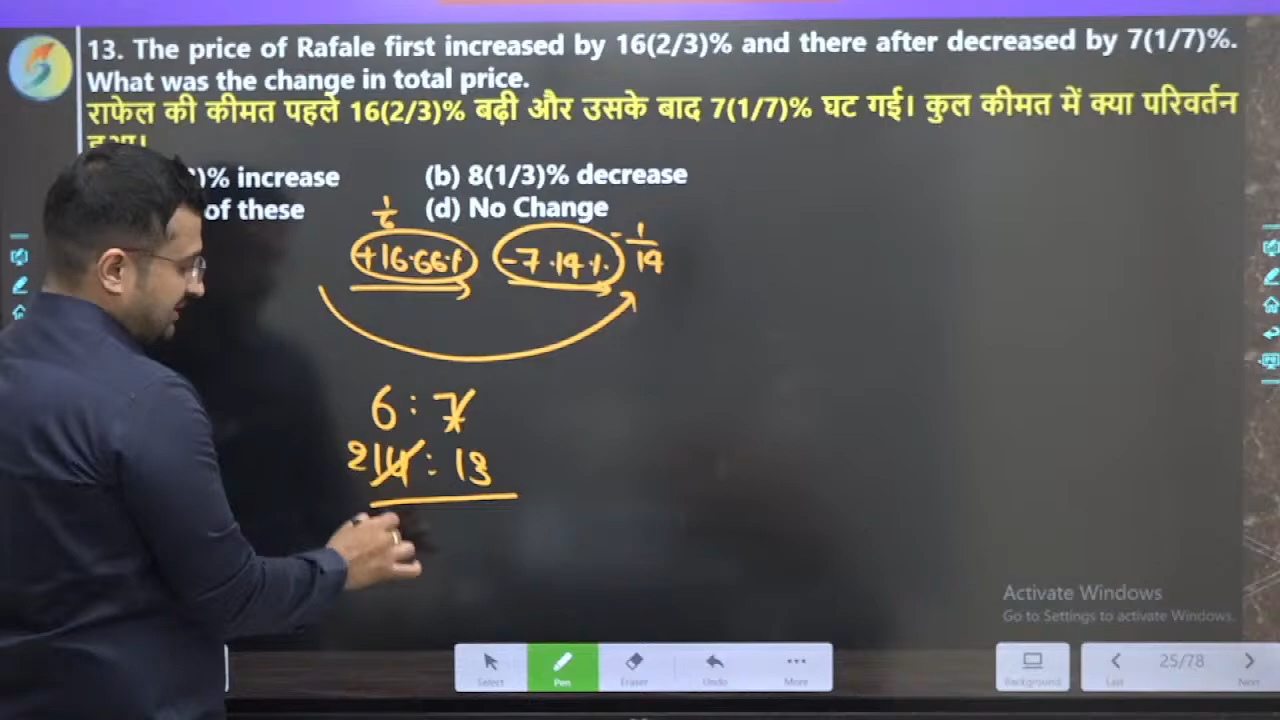 13. The price of Rafale first increased by 16(2/3)% and there after decreased by 7(1/7)%.
What was the change in total price.
राफेल की कीमत पहले 16(2/3)% बढ़ी और उसके बाद 7(1/7)% घट गई। कुल कीमत में क्या परिवर्तन
हुआ।
)% increase (b) 8(1/3)% decrease
of these (d) No Change
1/6
+16.66% -7.14% -1/14
6 : 7
2 14 : 13
Activate Windows
Go to Settings to activate Windows.
Select Pen Eraser Undo More Background Last 25/78 Next